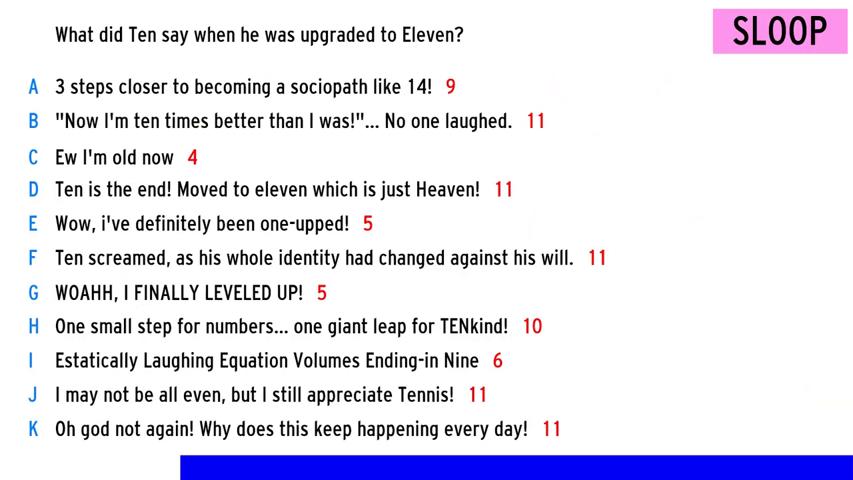 What did Ten say when he was upgraded to Eleven?
SLOOP
A 3 steps closer to becoming a sociopath like 14! 9
B "Now I'm ten times better than I was!"... No one laughed. 11
C Ew I'm old now 4
D Ten is the end! Moved to eleven which is just Heaven! 11
E Wow, i've definitely been one-upped! 5
F Ten screamed, as his whole identity had changed against his will. 11
G WOAHH, I FINALLY LEVELED UP! 5
H One small step for numbers... one giant leap for TENkind! 10
I Estatically Laughing Equation Volumes Ending-in Nine 6
J I may not be all even, but I still appreciate Tennis! 11
K Oh god not again! Why does this keep happening every day! 11